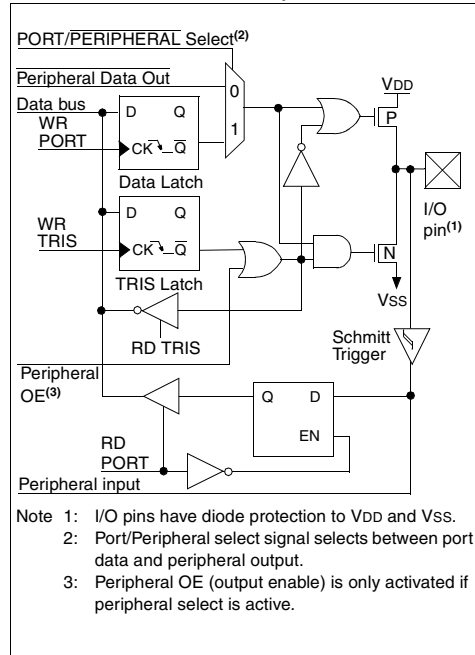 PORT/PERIPHERAL Select(2)
Peripheral Data Out
Data bus
WR
PORT
D Q
CK Q
Data Latch
0
1
VDD
P
I/O
pin(1)
WR
TRIS
D Q
CK Q
TRIS Latch
N
VSS
RD TRIS
Schmitt
Trigger
Peripheral
OE(3)
Q D
EN
RD
PORT
Peripheral input
Note 1: I/O pins have diode protection to VDD and VSS.
2: Port/Peripheral select signal selects between port
data and peripheral output.
3: Peripheral OE (output enable) is only activated if
peripheral select is active.